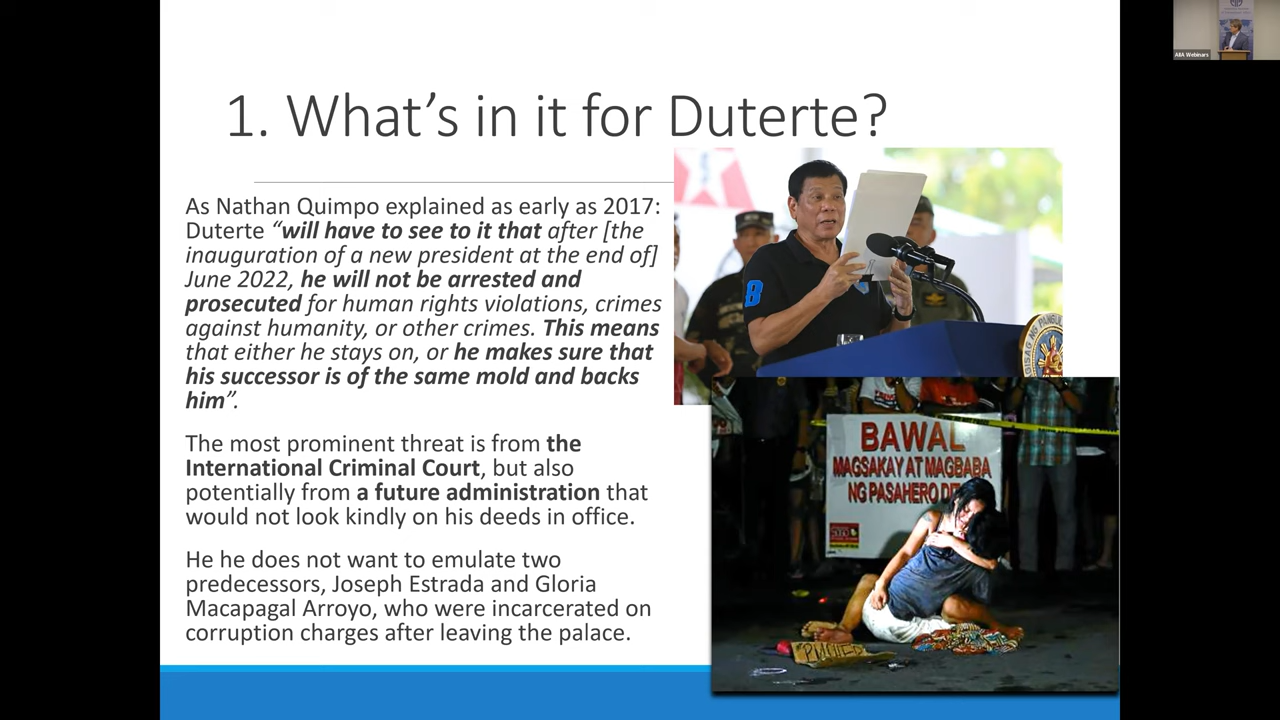 AIIA Webinars
1. What's in it for Duterte?
As Nathan Quimpo explained as early as 2017:
Duterte “will have to see to it that after [the
inauguration of a new president at the end of]
June 2022, he will not be arrested and
prosecuted for human rights violations, crimes
against humanity, or other crimes. This means
that either he stays on, or he makes sure that
his successor is of the same mold and backs
him”.
The most prominent threat is from the
International Criminal Court, but also
potentially from a future administration that
would not look kindly on his deeds in office.
He he does not want to emulate two
predecessors, Joseph Estrada and Gloria
Macapagal Arroyo, who were incarcerated on
corruption charges after leaving the palace.
BAWAL
MAGSAKAY AT MAGBABA
NG PASAHERO